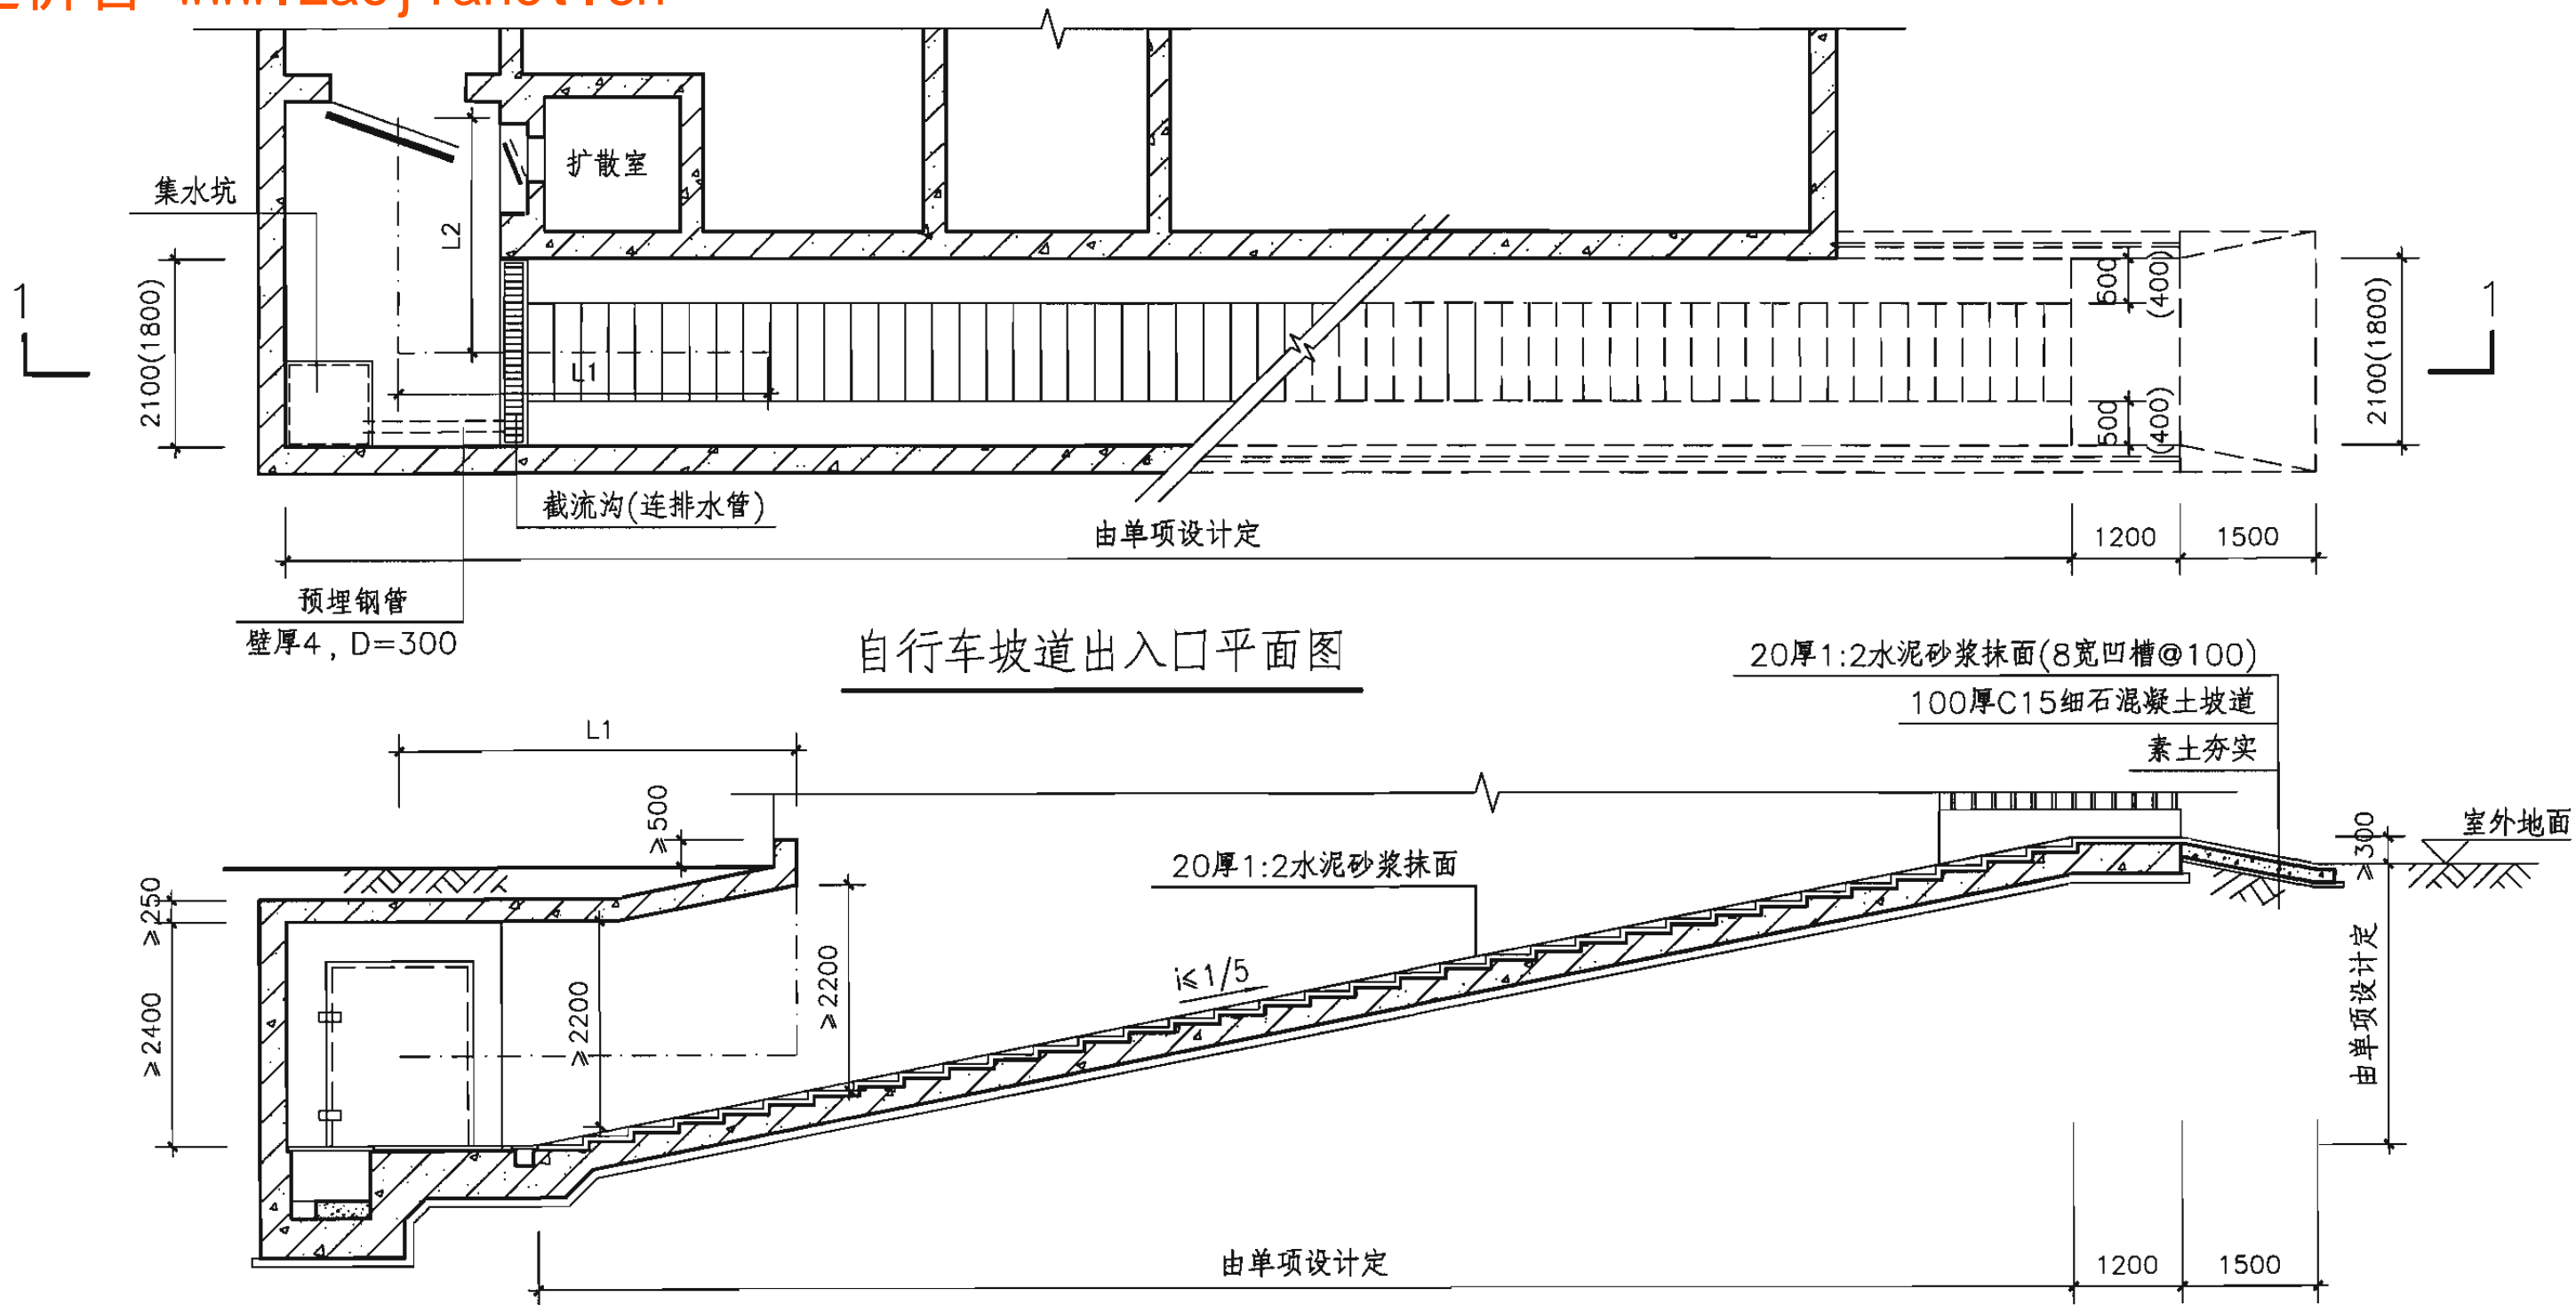 www.zaojiahot.cn
扩散室
集水坑
L2
1
2100(1800)
L1
600
(400)
500
(400)
2100(1800)
1
截流沟(连排水管)
由单项设计定
1200
1500
预埋钢管
壁厚4, D=300
自行车坡道出入口平面图
20厚1:2水泥砂浆抹面(8宽凹槽@100)
100厚C15细石混凝土坡道
素土夯实
L1
≥500
20厚1:2水泥砂浆抹面
≥300
室外地面
≥250
≥2400
≥2200
≥2200
i≤1/5
由单项设计定
由单项设计定
1200
1500